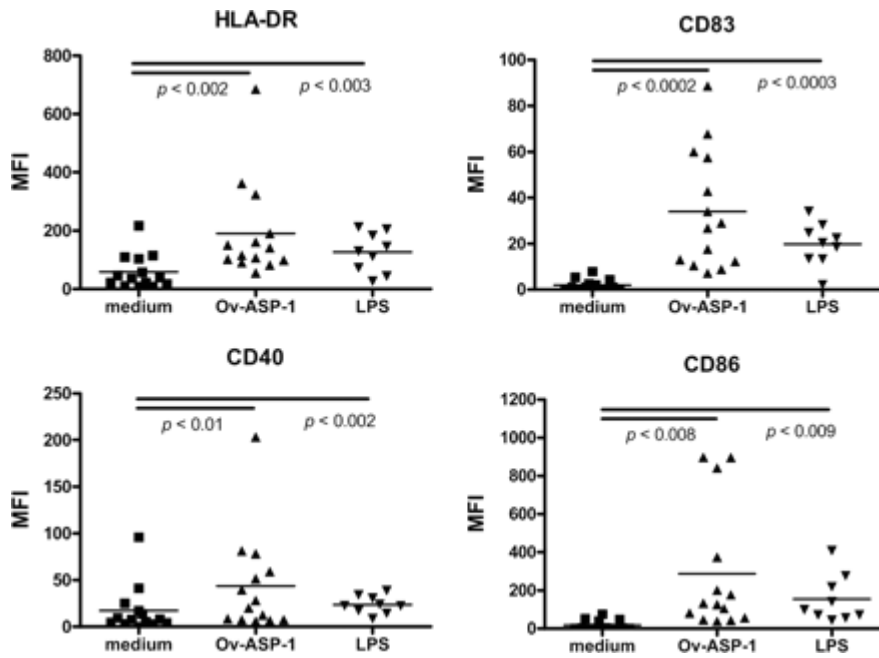 HLA-DR
800
600
400
200
0
MFI
p < 0.002
p < 0.003
medium
Ov-ASP-1
LPS
CD83
100
80
60
40
20
0
MFI
p < 0.0002
p < 0.0003
medium
Ov-ASP-1
LPS
CD40
250
200
150
100
50
0
MFI
p < 0.01
p < 0.002
medium
Ov-ASP-1
LPS
CD86
1200
1000
800
600
400
200
0
MFI
p < 0.008
p < 0.009
medium
Ov-ASP-1
LPS